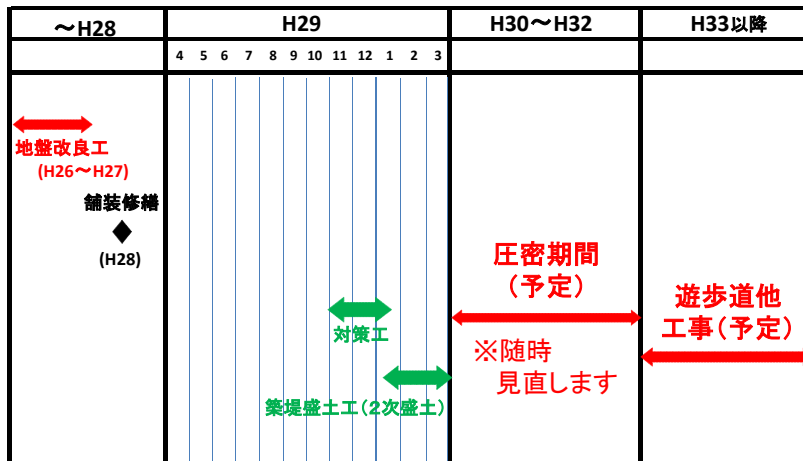 ～H28 H29 H30～H32 H33以降
4 5 6 7 8 9 10 11 12 1 2 3
地盤改良工
(H26～H27)
舗装修繕
(H28)
対策工
築堤盛土工(2次盛土)
圧密期間
(予定)
※随時
見直します
遊歩道他
工事(予定)